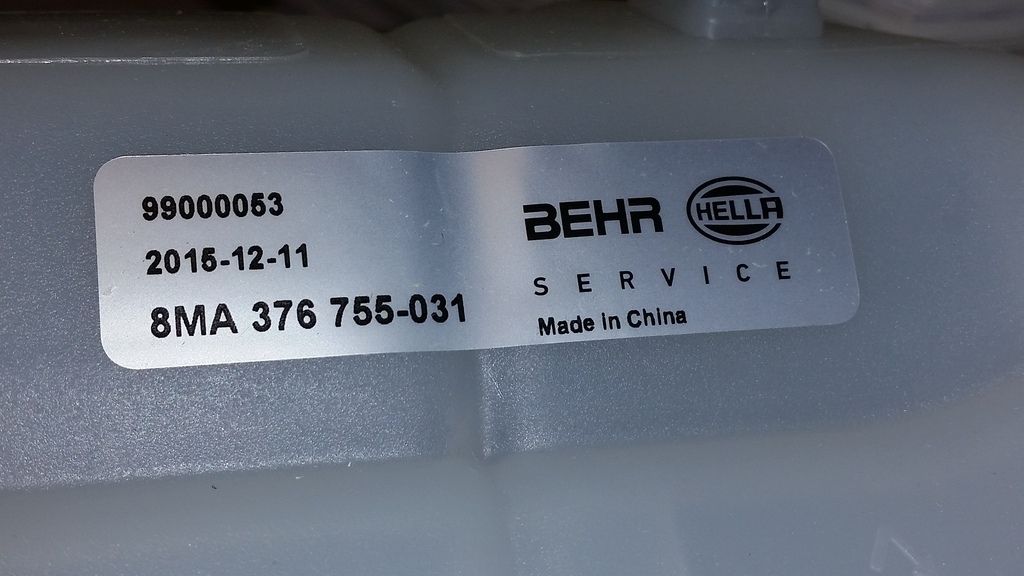 99000053
2015-12-11
8MA 376 755-031
BEHR HELLA
SERVICE
Made in China